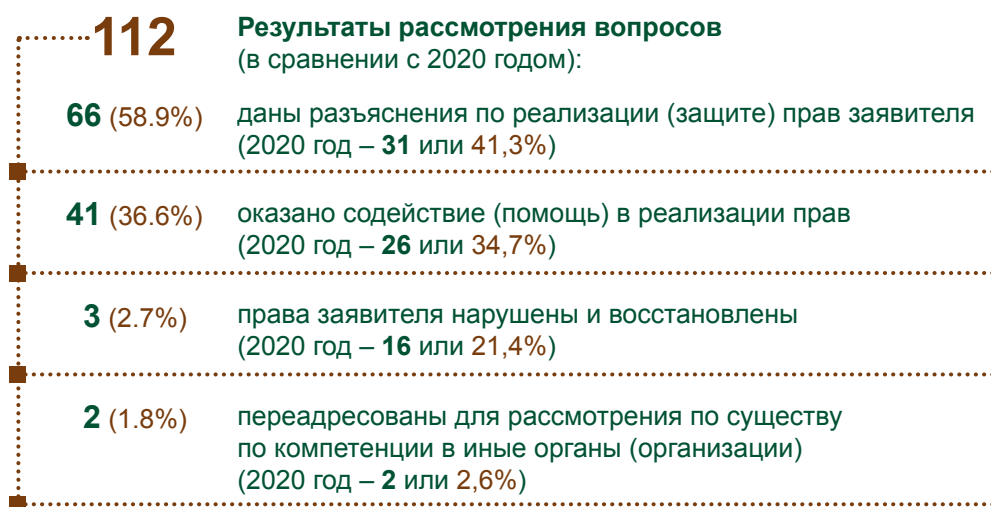 112
Результаты рассмотрения вопросов
(в сравнении с 2020 годом):
66 (58.9%)
даны разъяснения по реализации (защите) прав заявителя
(2020 год – 31 или 41,3%)
41 (36.6%)
оказано содействие (помощь) в реализации прав
(2020 год – 26 или 34,7%)
3 (2.7%)
права заявителя нарушены и восстановлены
(2020 год – 16 или 21,4%)
2 (1.8%)
переадресованы для рассмотрения по существу
по компетенции в иные органы (организации)
(2020 год – 2 или 2,6%)